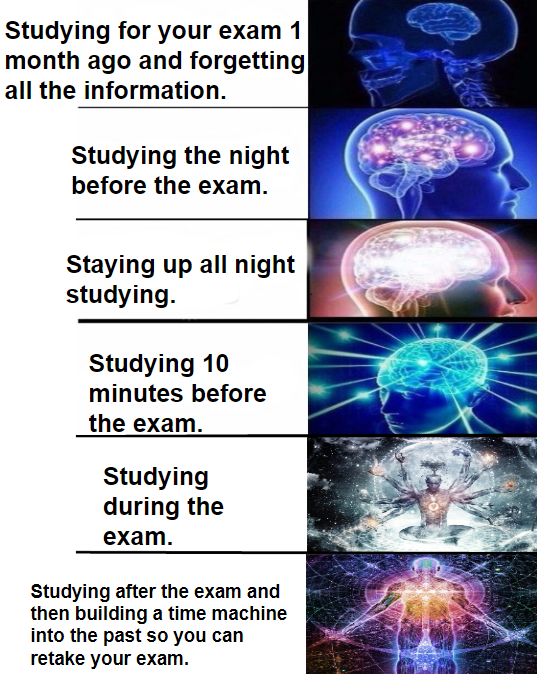 Studying for your exam 1
month ago and forgetting
all the information.
Studying the night
before the exam.
Staying up all night
studying.
Studying 10
minutes before
the exam.
Studying
during the
exam.
Studying after the exam and
then building a time machine
into the past so you can
retake your exam.